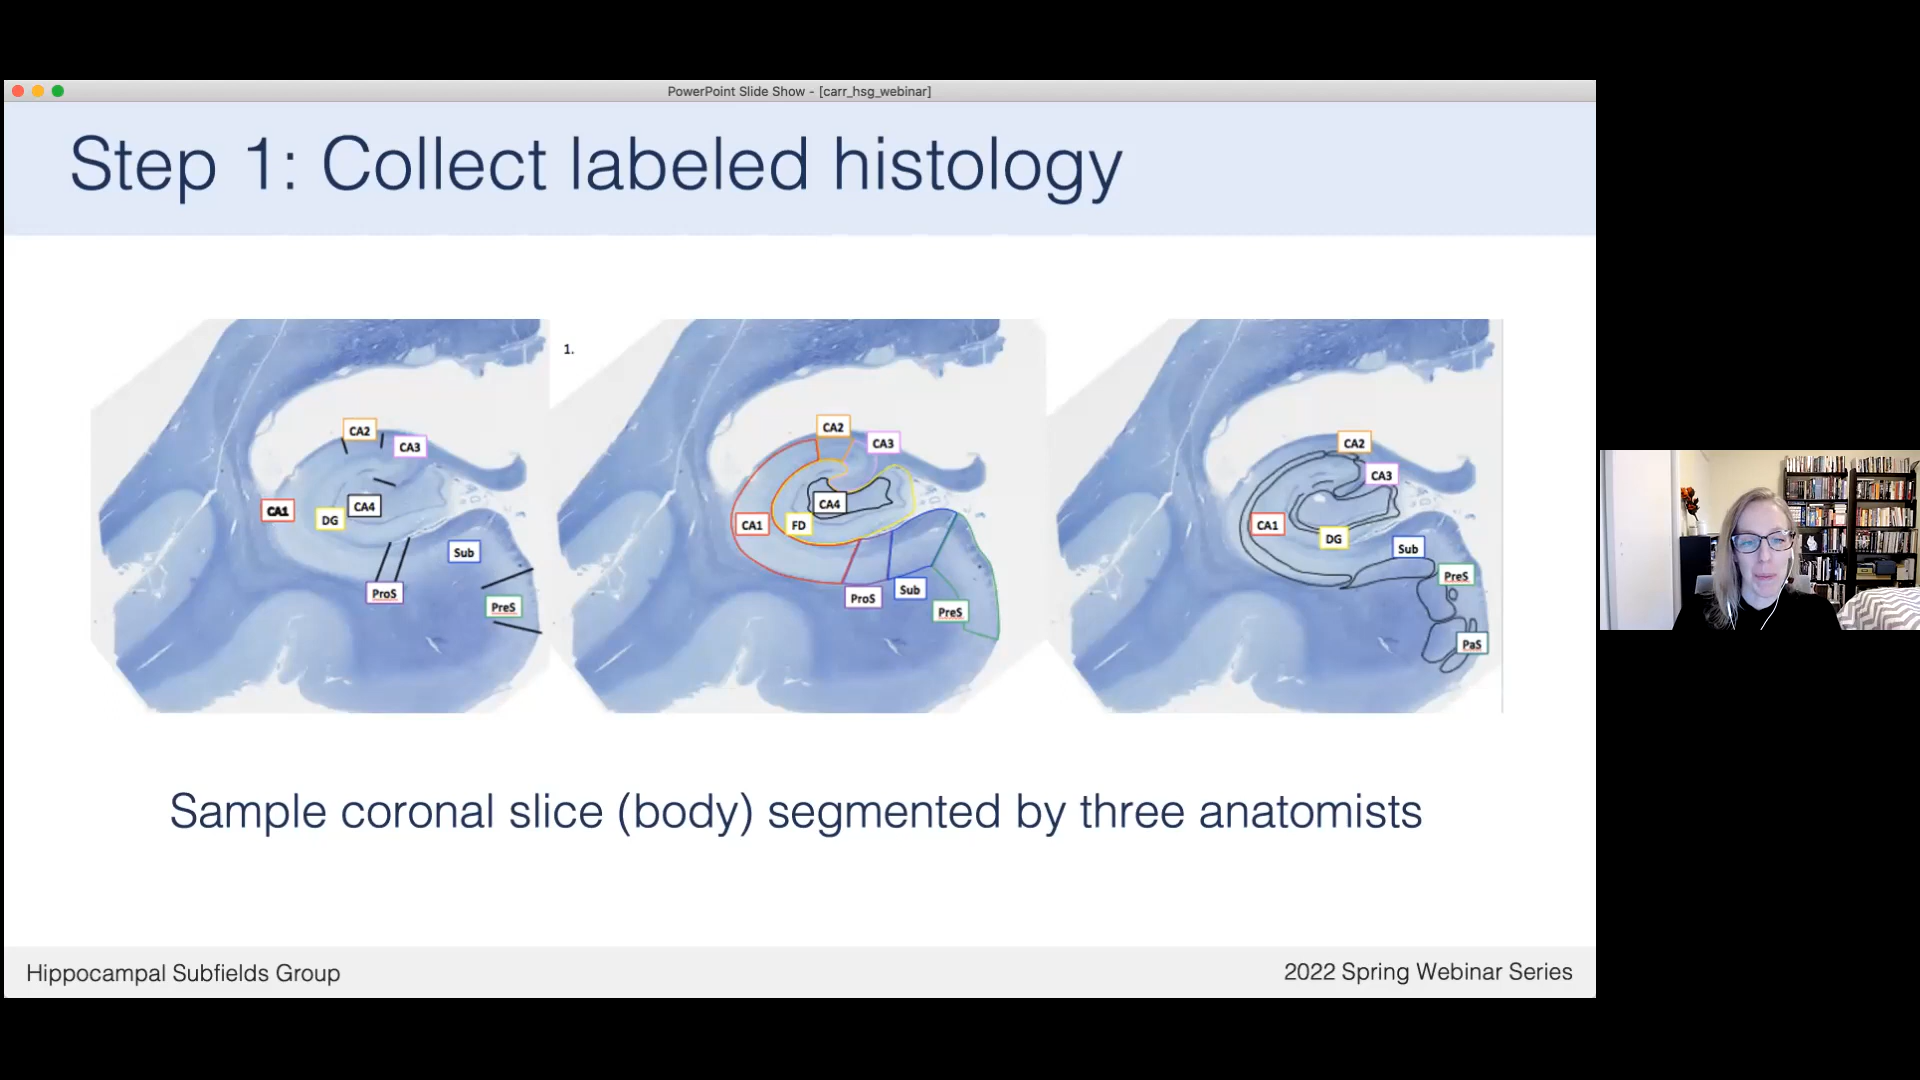 PowerPoint Slide Show - [carr_hsg_webinar]
Step 1: Collect labeled histology
1.
CA2
CA3
CA1
DG
CA4
Sub
ProS
PreS
CA2
CA3
CA4
CA1
FD
ProS
Sub
PreS
CA2
CA3
CA1
DG
Sub
PreS
PaS
Sample coronal slice (body) segmented by three anatomists
Hippocampal Subfields Group
2022 Spring Webinar Series